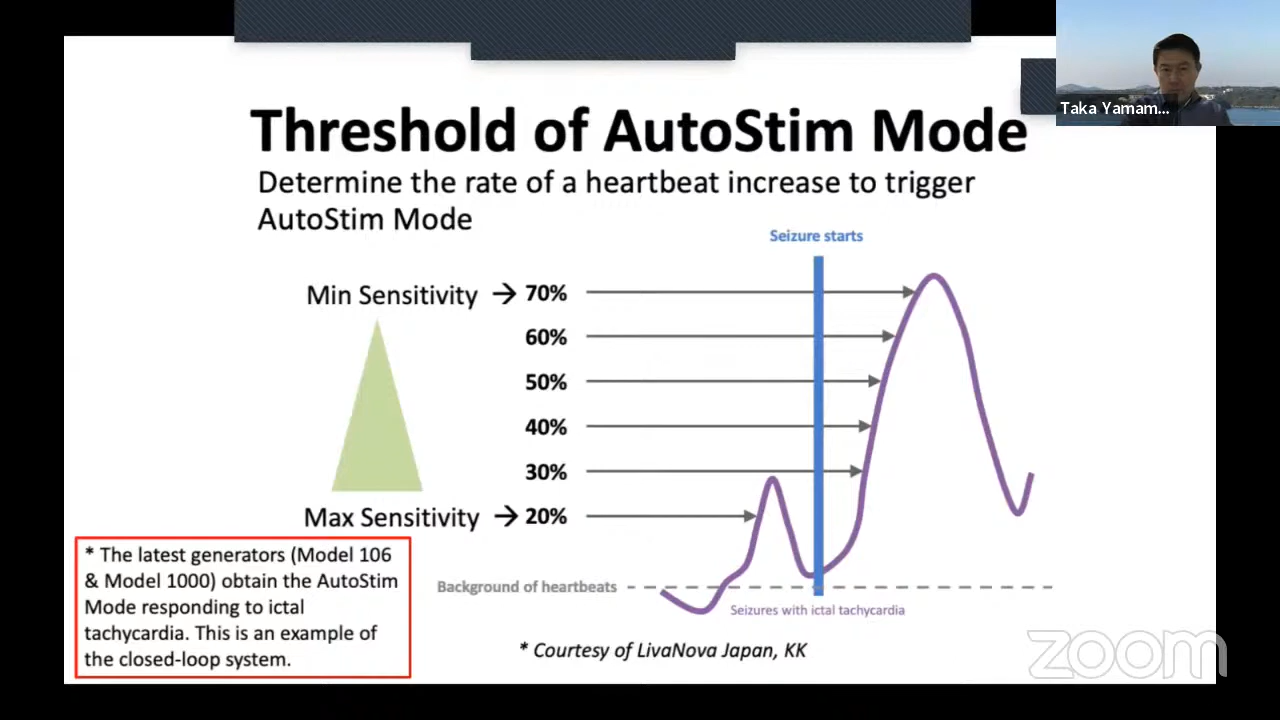 Taka Yamam...
Threshold of AutoStim Mode
Determine the rate of a heartbeat increase to trigger
AutoStim Mode
Seizure starts
Min Sensitivity → 70%
60%
50%
40%
30%
Max Sensitivity → 20%
* The latest generators (Model 106
& Model 1000) obtain the AutoStim
Mode responding to ictal
tachycardia. This is an example of
the closed-loop system.
Background of heartbeats
Seizures with ictal tachycardia
* Courtesy of LivaNova Japan, KK
zoom